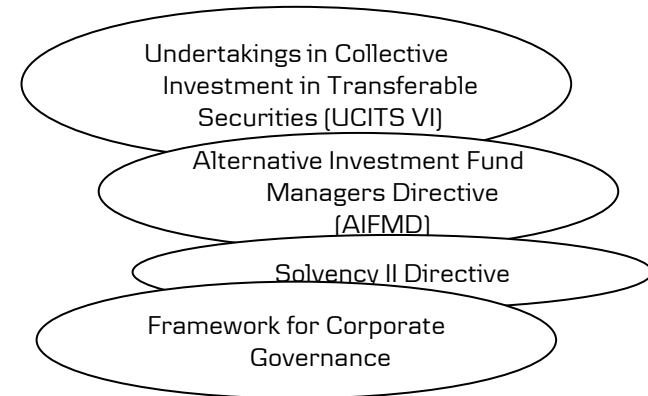 Undertakings in Collective
Investment in Transferable
Securities (UCITS VI)
Alternative Investment Fund
Managers Directive
(AIFMD)
Solvency II Directive
Framework for Corporate
Governance